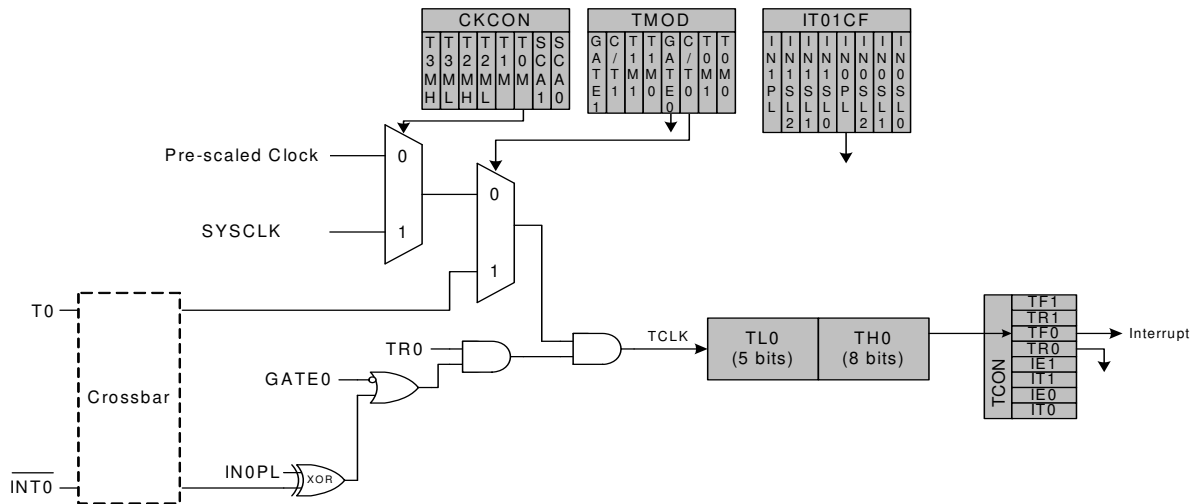 CKCON
T3MH T3ML T2MH T2ML T1M T0M SCA1 SCA0
TMOD
GATE1 C/T1 T1M1 T1M0 GATE0 C/T0 T0M1 T0M0
IT01CF
IN1PL IN1SL2 IN1SL1 IN1SL0 IN0PL IN0SL2 IN0SL1 IN0SL0
Pre-scaled Clock
0
SYSCLK
1
0
1
T0
Crossbar
INT0
TR0
GATE0
IN0PL
XOR
TCLK
TL0
(5 bits)
TH0
(8 bits)
TCON
TF1
TR1
TF0
TR0
IE1
IT1
IE0
IT0
Interrupt